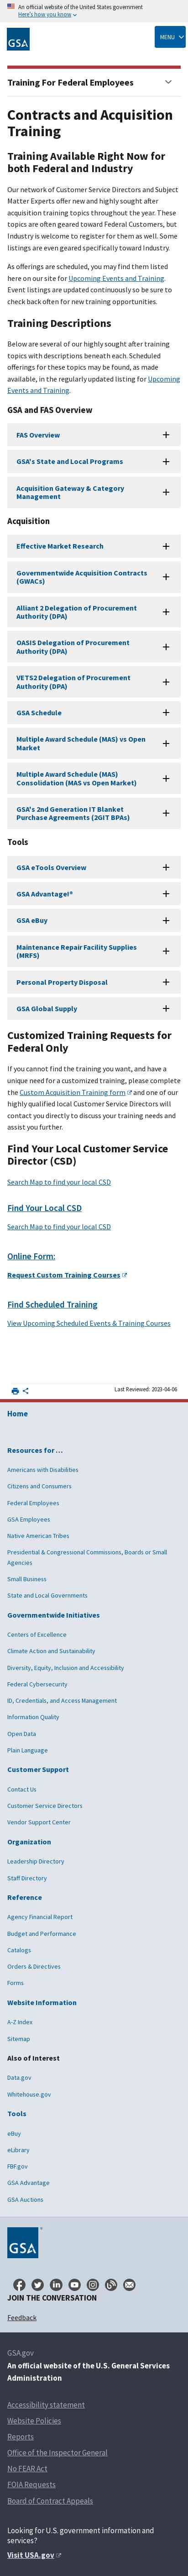 An official website of the United States government
Here's how you know
GSA
MENU
Training For Federal Employees
Contracts and Acquisition
Training
Training Available Right Now for
both Federal and Industry
Our network of Customer Service Directors and Subject
Matter Experts offer a wide and highly sought after
amount of training throughout the year. These topics
are often geared toward Federal Customers, but
Industry is welcome to register for them as well, unless
the listing states otherwise specifically toward Industry.
As offerings are scheduled, you are able to find them
here on our site for Upcoming Events and Training.
Event listings are updated constantly so be sure to
check back often for upcoming training topics.
Training Descriptions
Below are several of our highly sought after training
topics with descriptions beneath each. Scheduled
offerings of the topics beneath can be found, if
available, in the regularly updated listing for Upcoming
Events and Training.
GSA and FAS Overview
FAS Overview
GSA's State and Local Programs
Acquisition Gateway & Category
Management
Acquisition
Effective Market Research
Governmentwide Acquisition Contracts
(GWACs)
Alliant 2 Delegation of Procurement
Authority (DPA)
OASIS Delegation of Procurement
Authority (DPA)
VETS2 Delegation of Procurement
Authority (DPA)
GSA Schedule
Multiple Award Schedule (MAS) vs Open
Market
Multiple Award Schedule (MAS)
Consolidation (MAS vs Open Market)
GSA's 2nd Generation IT Blanket
Purchase Agreements (2GIT BPAs)
Tools
GSA eTools Overview
GSA Advantage!®
GSA eBuy
Maintenance Repair Facility Supplies
(MRFS)
Personal Property Disposal
GSA Global Supply
Customized Training Requests for
Federal Only
If you cannot find the training you want, and you have
a need for a customized training session, please complete
the Custom Acquisition Training form and one of our
highly qualified local Customer Service Directors will
contact you directly to discuss your training needs and
assist you further.
Find Your Local Customer Service
Director (CSD)
Search Map to find your local CSD
Find Your Local CSD
Search Map to find your local CSD
Online Form:
Request Custom Training Courses
Find Scheduled Training
View Upcoming Scheduled Events & Training Courses
Last Reviewed: 2023-04-06
Home
Resources for …
Americans with Disabilities
Citizens and Consumers
Federal Employees
GSA Employees
Native American Tribes
Presidential & Congressional Commissions, Boards or Small
Agencies
Small Business
State and Local Governments
Governmentwide Initiatives
Centers of Excellence
Climate Action and Sustainability
Diversity, Equity, Inclusion and Accessibility
Federal Cybersecurity
ID, Credentials, and Access Management
Information Quality
Open Data
Plain Language
Customer Support
Contact Us
Customer Service Directors
Vendor Support Center
Organization
Leadership Directory
Staff Directory
Reference
Agency Financial Report
Budget and Performance
Catalogs
Orders & Directives
Forms
Website Information
A-Z Index
Sitemap
Also of Interest
Data.gov
Whitehouse.gov
Tools
eBuy
eLibrary
FBF.gov
GSA Advantage
GSA Auctions
GSA
JOIN THE CONVERSATION
Feedback
GSA.gov
An official website of the U.S. General Services
Administration
Accessibility statement
Website Policies
Reports
Office of the Inspector General
No FEAR Act
FOIA Requests
Board of Contract Appeals
Looking for U.S. government information and
services?
Visit USA.gov